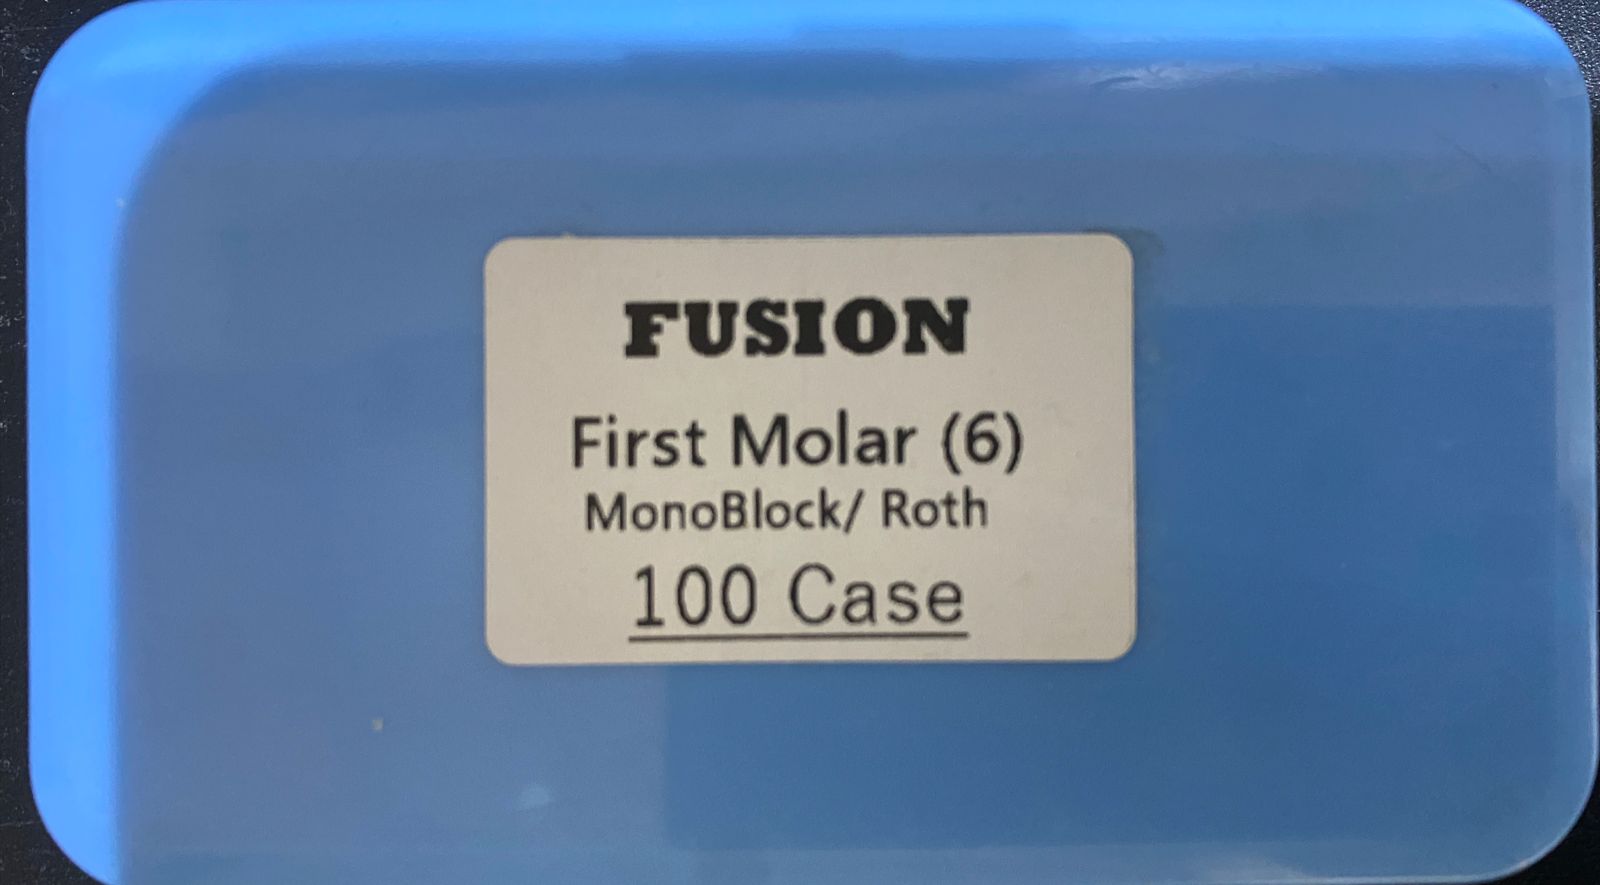 FUSION
First Molar (6)
MonoBlock/ Roth
100 Case